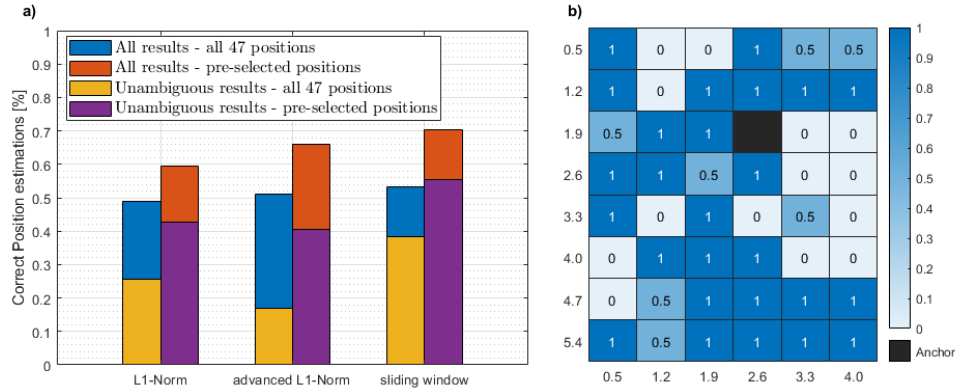 a)
Correct Position estimations [%]
1
0.9
0.8
0.7
0.6
0.5
0.4
0.3
0.2
0.1
0
All results - all 47 positions
All results - pre-selected positions
Unambiguous results - all 47 positions
Unambiguous results - pre-selected positions
L1-Norm advanced L1-Norm sliding window
b)
0.5 1 0 0 1 0.5 0.5
1.2 1 0 1 1 1 1
1.9 0.5 1 1 0 0
2.6 1 1 0.5 1 0 0
3.3 1 0 1 0 0.5 0
4.0 0 1 1 1 0 0
4.7 0 0.5 1 1 1 1
5.4 1 0.5 1 1 1 1
0.5 1.2 1.9 2.6 3.3 4.0
1
0.9
0.8
0.7
0.6
0.5
0.4
0.3
0.2
0.1
0
Anchor